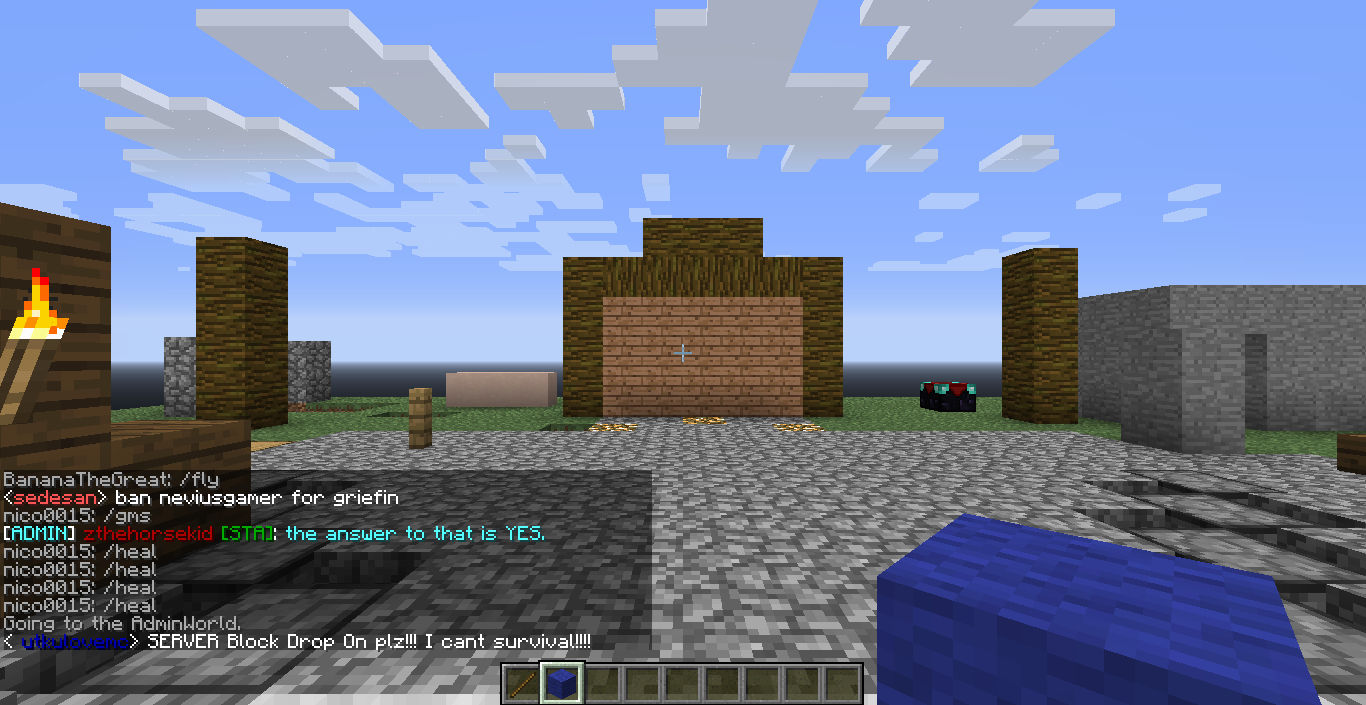 BananaTheGreat: /fly
<sedesan> ban neviusgamer for griefin
nico0015: /gms
[ADMIN] zthehorsekid [STA]: the answer to that is YES.
nico0015: /heal
nico0015: /heal
nico0015: /heal
nico0015: /heal
Going to the AdminWorld.
< utkulovemc> SERVER Block Drop On plz!!! I cant survival!!!!